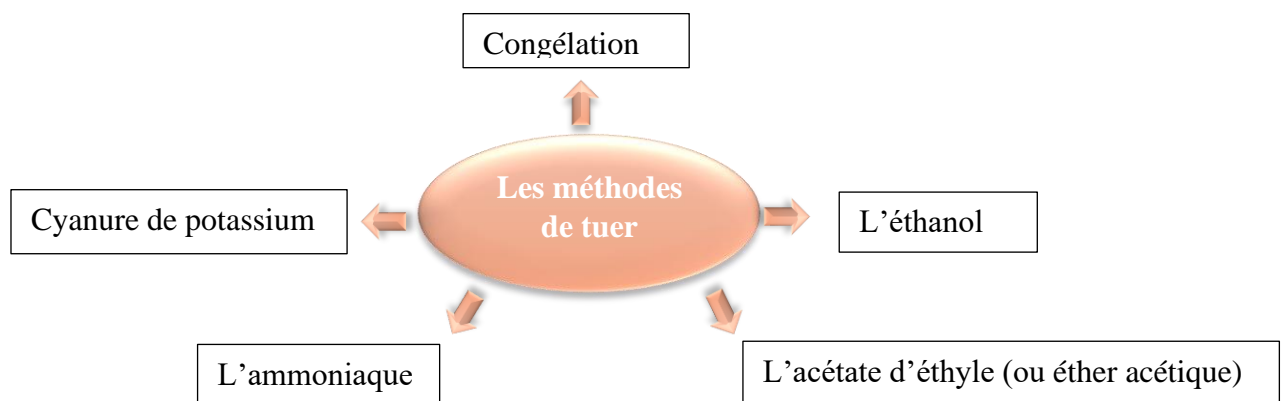 Congélation
Les méthodes
de tuer
Cyanure de potassium
L’éthanol
L’ammoniaque
L’acétate d’éthyle (ou éther acétique)